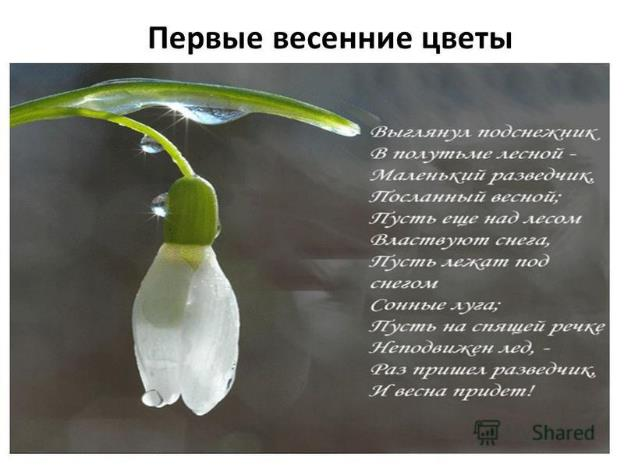 Первые весенние цветы
Выглянул подснежник
В полутьме лесной -
Маленький разведчик,
Посланный весной;
Пусть еще над лесом
Властвуют снега,
Пусть лежат под
снегом
Сонные луга;
Пусть на спящей речке
Неподвижен лед, -
Раз пришел разведчик,
И весна придет!
Shared